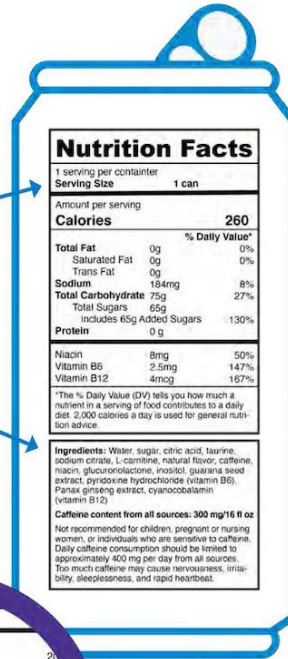 Nutrition Facts
1 serving per containter
Serving Size 1 can
Amount per serving
Calories 260
% Daily Value*
Total Fat 0g 0%
Saturated Fat 0g 0%
Trans Fat 0g
Sodium 184mg 8%
Total Carbohydrate 75g 27%
Total Sugars 65g
Includes 65g Added Sugars 130%
Protein 0 g
Niacin 8mg 50%
Vitamin B6 2.5mg 147%
Vitamin B12 4mcg 167%
*The % Daily Value (DV) tells you how much a
nutrient in a serving of food contributes to a daily
diet. 2,000 calories a day is used for general nutri-
tion advice.
Ingredients: Water, sugar, citric acid, taurine,
sodium citrate, L-carnitine, natural flavor, caffeine,
niacin, glucuronolactone, inositol, guarana seed
extract, pyridoxine hydrochloride (vitamin B6),
Panax ginseng extract, cyanocobalamin
(vitamin B12)
Caffeine content from all sources: 300 mg/16 fl oz
Not recommended for children, pregnant or nursing
women, or individuals who are sensitive to caffeine.
Daily caffeine consumption should be limited to
approximately 400 mg per day from all sources.
Too much caffeine may cause nervousness, irrita-
bility, sleeplessness, and rapid heartbeat.